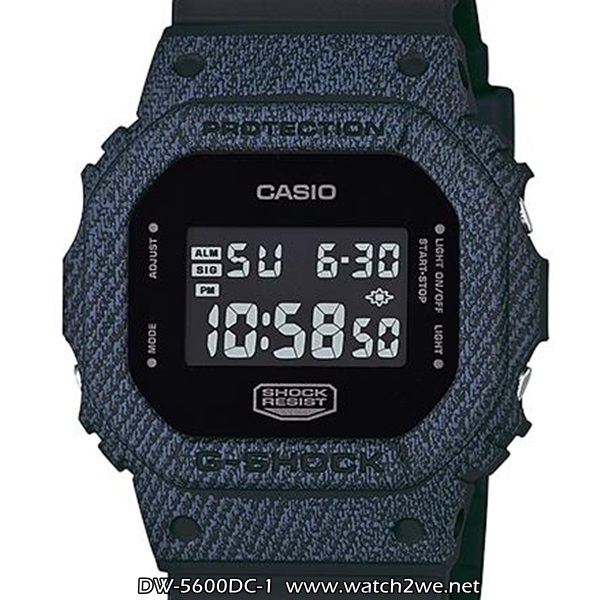 PROTECTION
CASIO
ADJUST
MODE
LIGHT ON/OFF
START•STOP
LIGHT
ALM
SIG
SU 6-30
PM
10:58 50
SHOCK
RESIST
G-SHOCK
DW-5600DC-1 www.watch2we.net